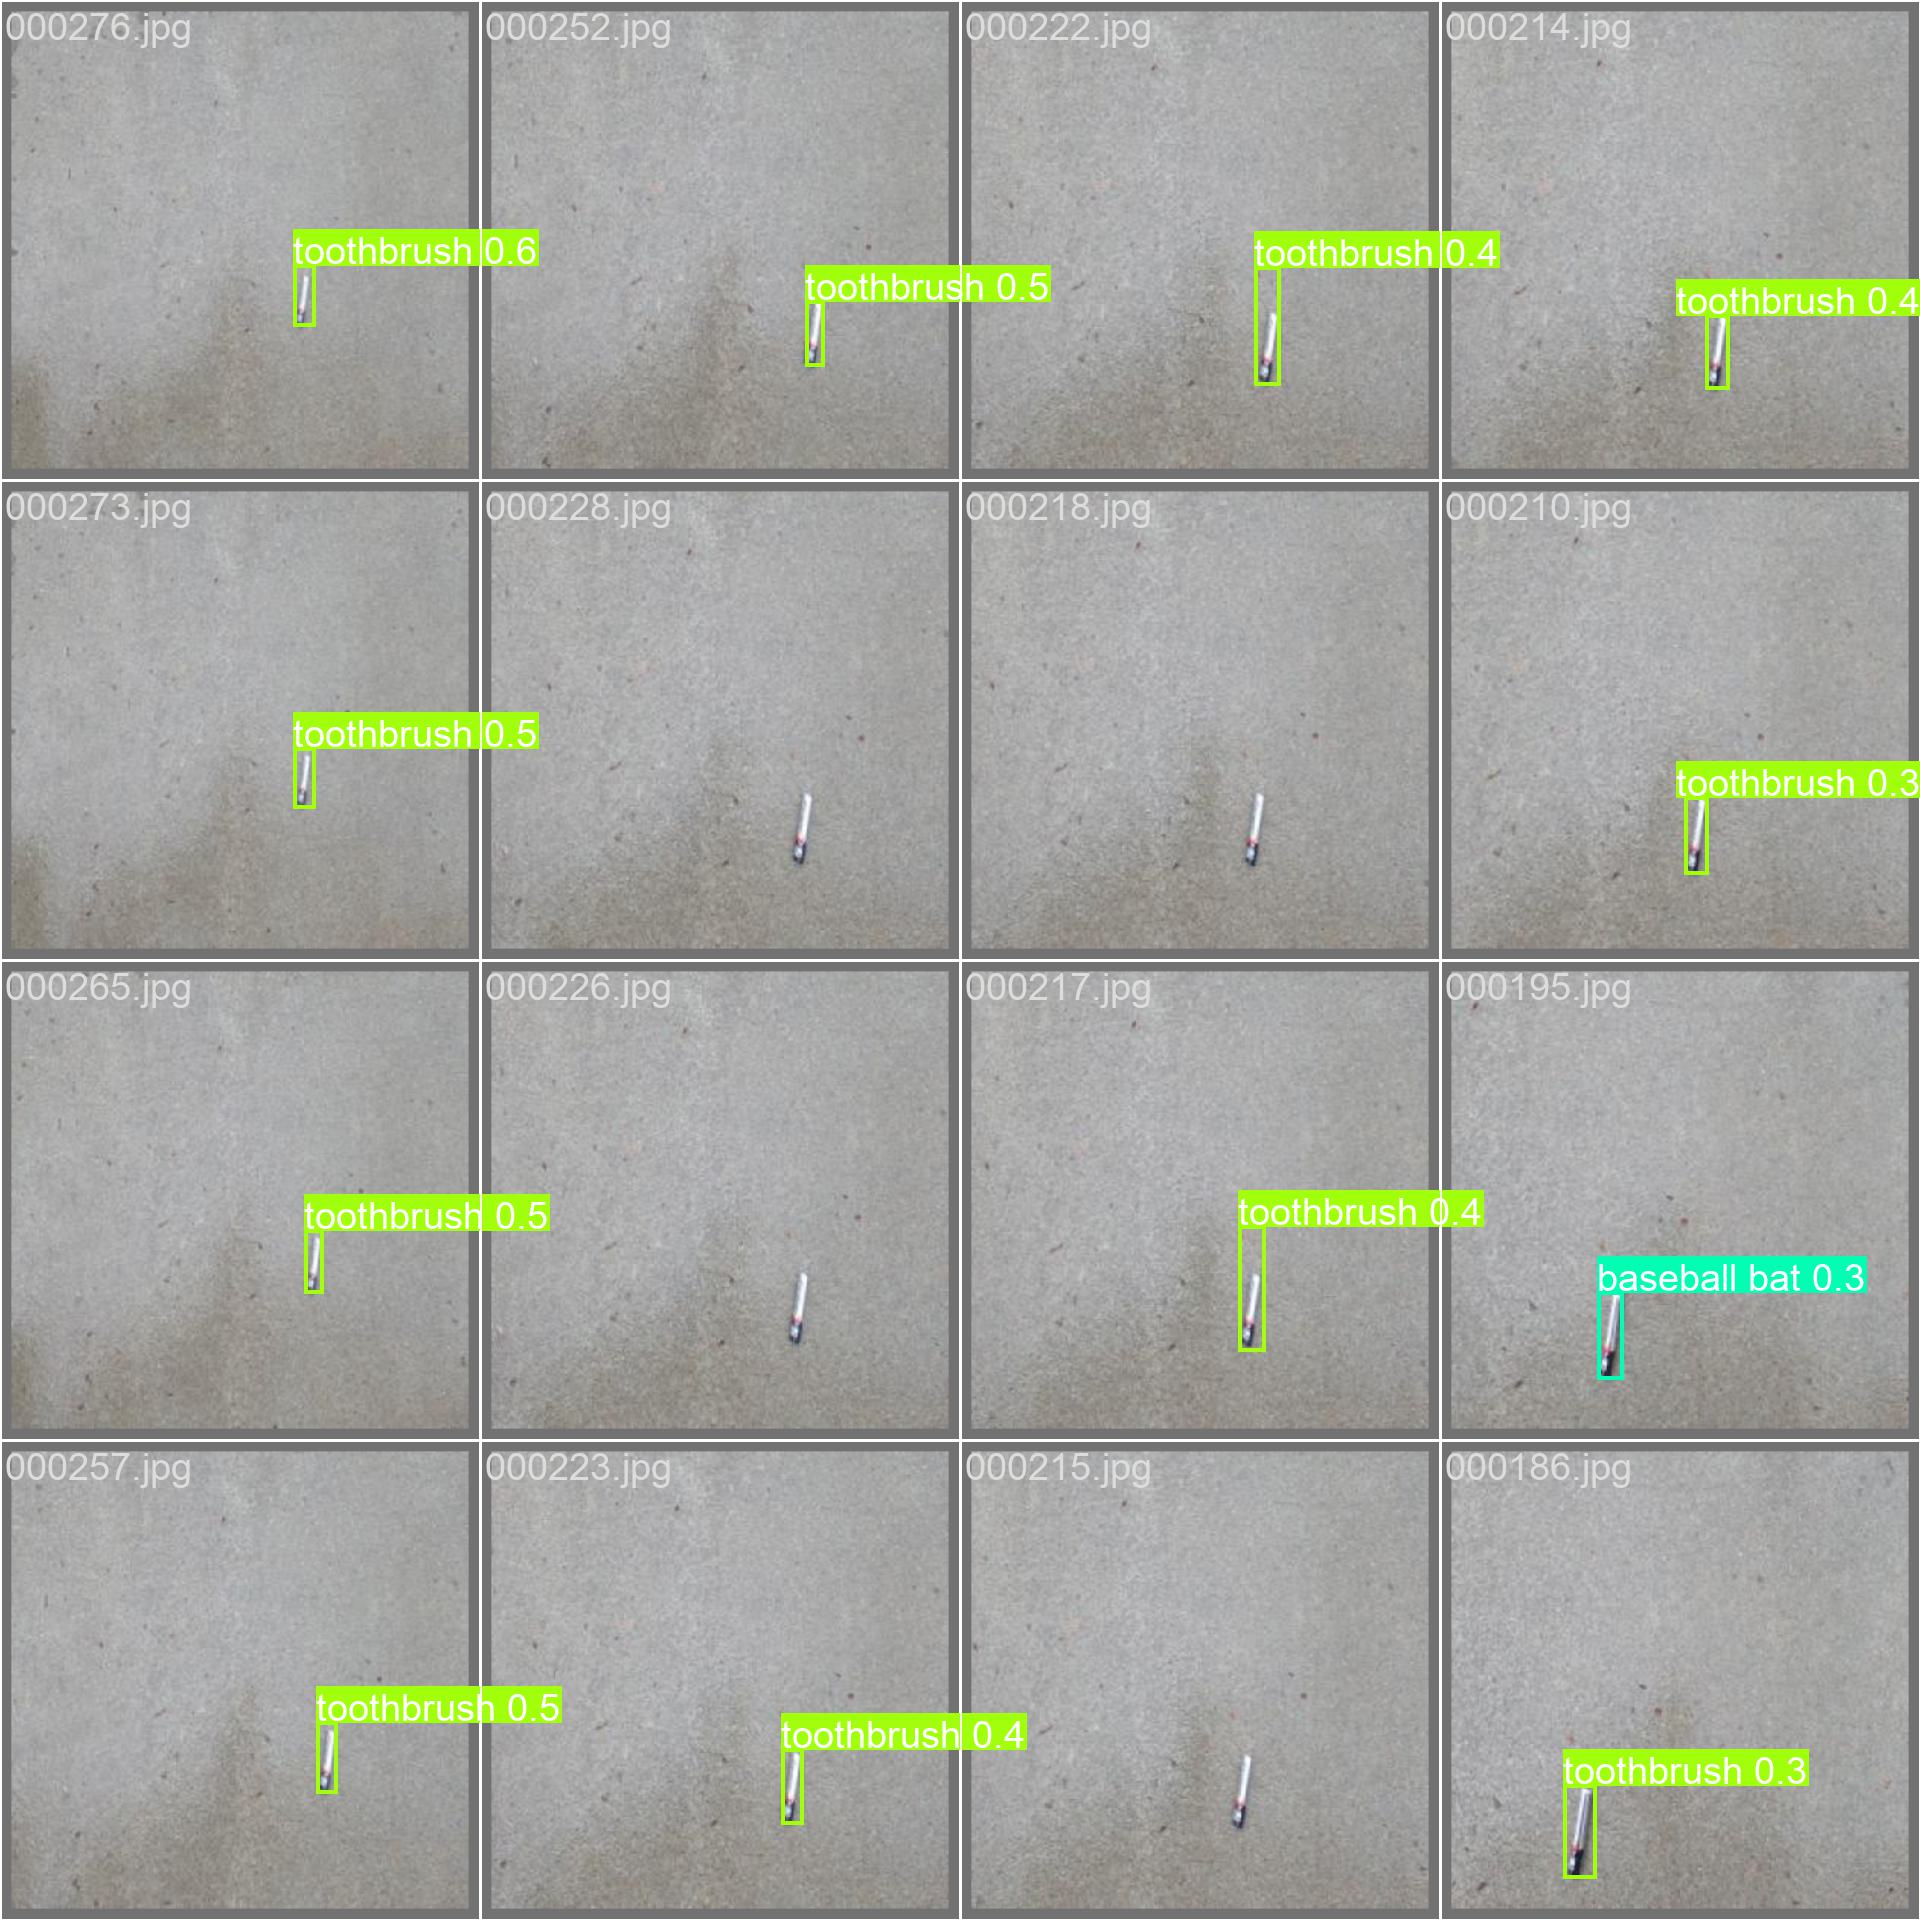 000276.jpg
000252.jpg
000222.jpg
000214.jpg
toothbrush 0.6
toothbrush 0.5
toothbrush 0.4
toothbrush 0.4
000273.jpg
000228.jpg
000218.jpg
000210.jpg
toothbrush 0.5
toothbrush 0.3
000265.jpg
000226.jpg
000217.jpg
000195.jpg
toothbrush 0.5
toothbrush 0.4
baseball bat 0.3
000257.jpg
000223.jpg
000215.jpg
000186.jpg
toothbrush 0.5
toothbrush 0.4
toothbrush 0.3